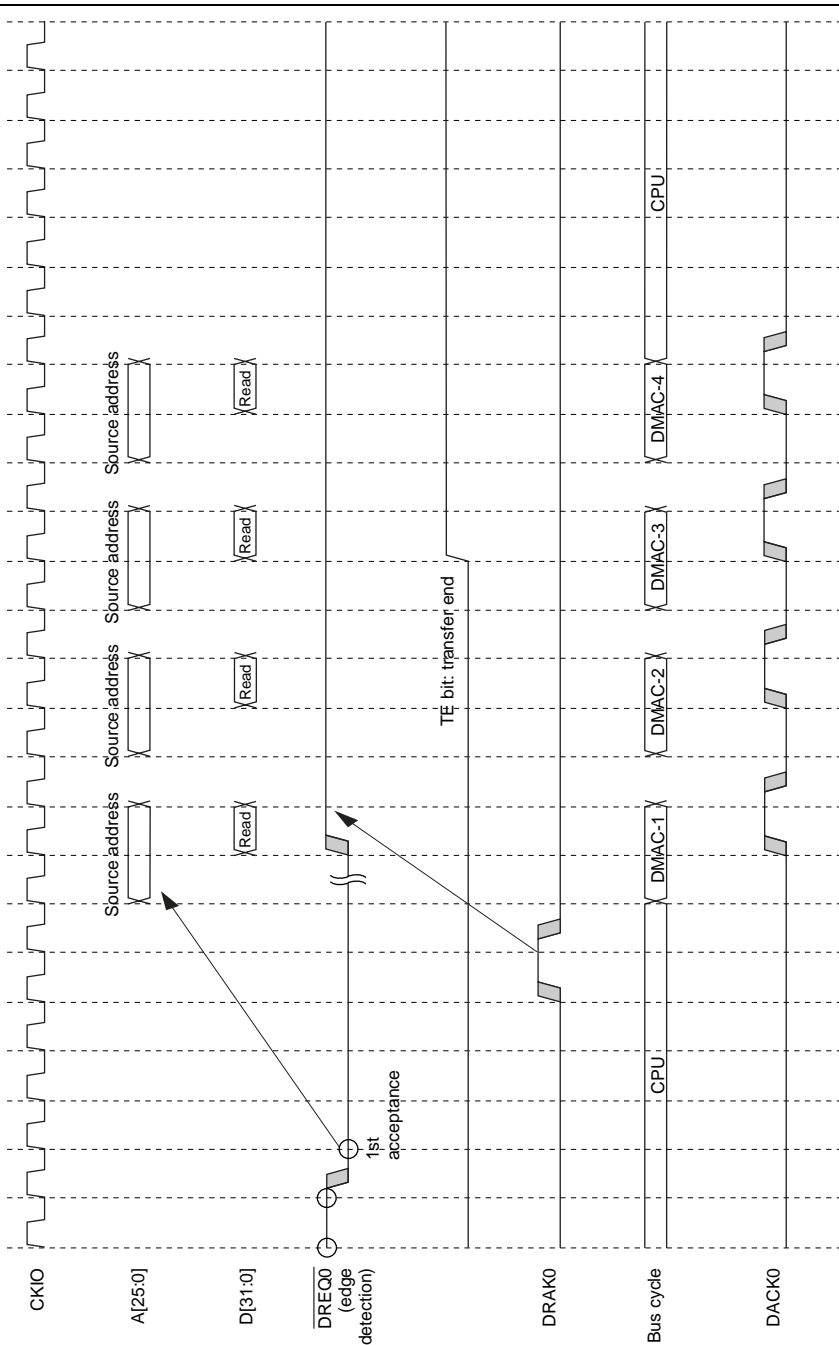 CKIO
A[25:0]
Source address
Source address
Source address
Source address
D[31:0]
Read
Read
Read
Read
DREQ0
(edge
detection)
1st
acceptance
TE bit: transfer end
DRAK0
Bus cycle
CPU
DMAC-1
DMAC-2
DMAC-3
DMAC-4
CPU
DACK0